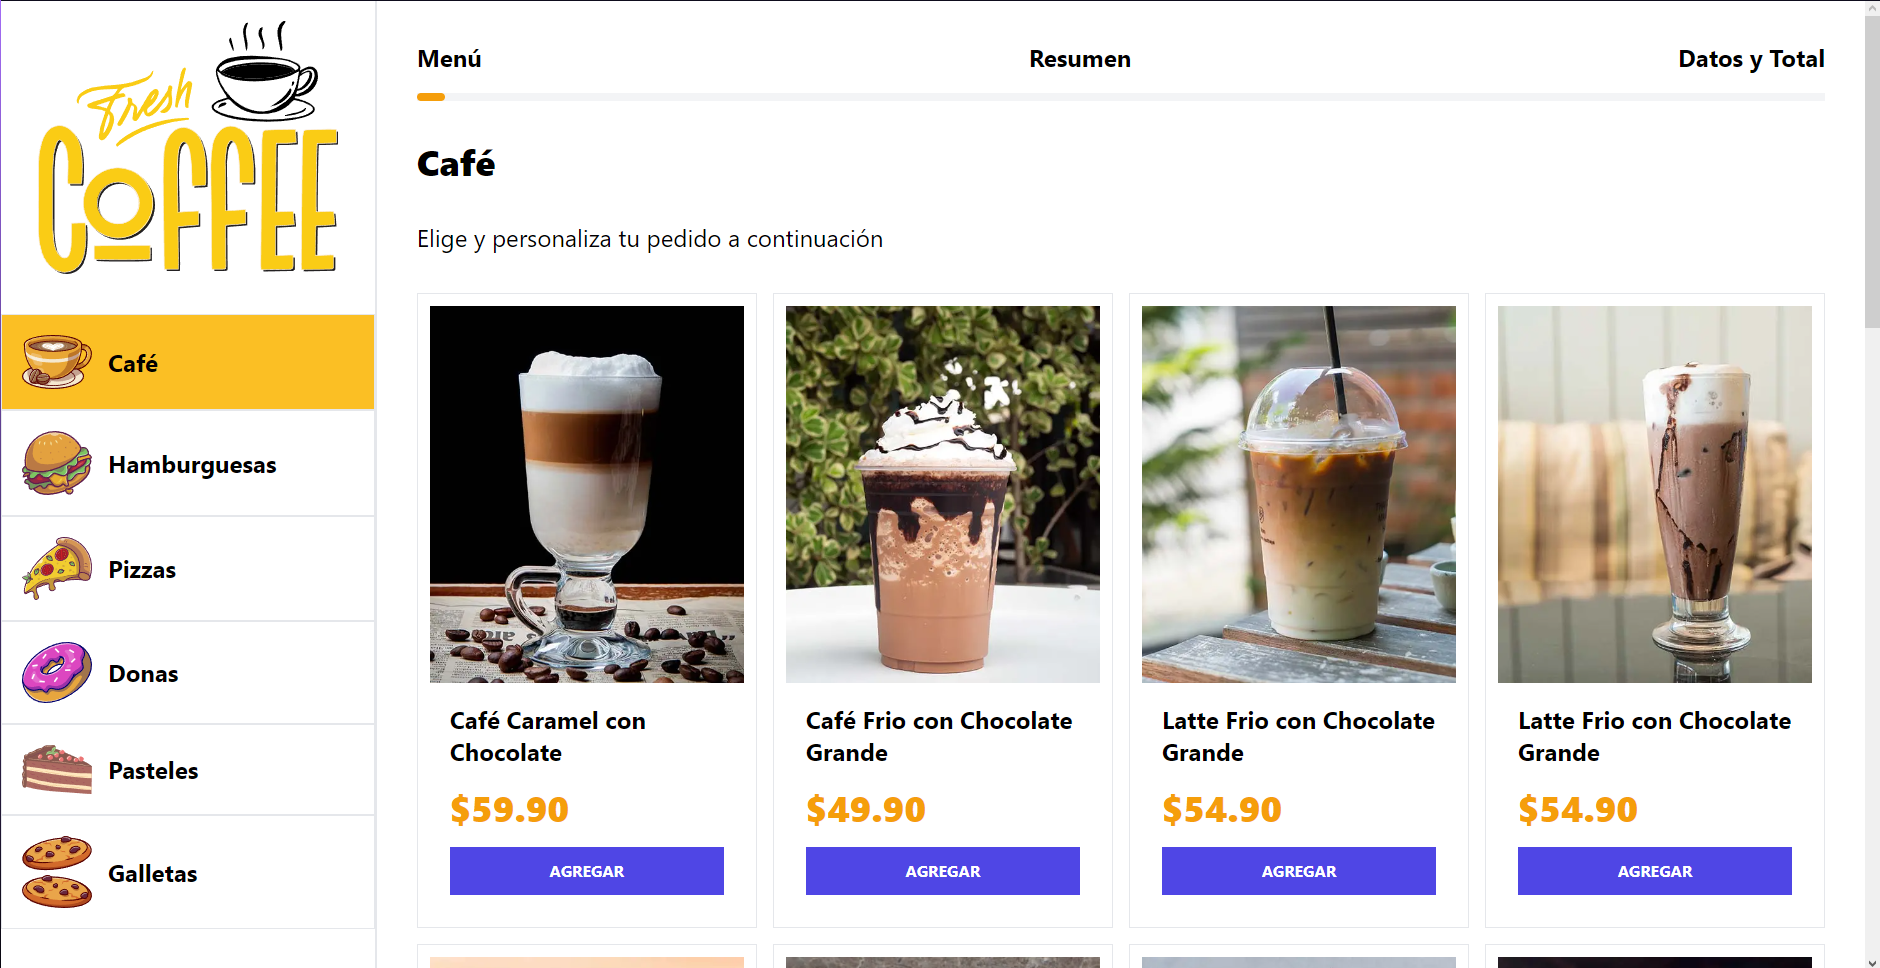 Fresh
COFFEE
Café
Hamburguesas
Pizzas
Donas
Pasteles
Galletas
Menú
Resumen
Datos y Total
Café
Elige y personaliza tu pedido a continuación
Café Caramel con
Chocolate
$59.90
AGREGAR
Café Frio con Chocolate
Grande
$49.90
AGREGAR
Latte Frio con Chocolate
Grande
$54.90
AGREGAR
Latte Frio con Chocolate
Grande
$54.90
AGREGAR